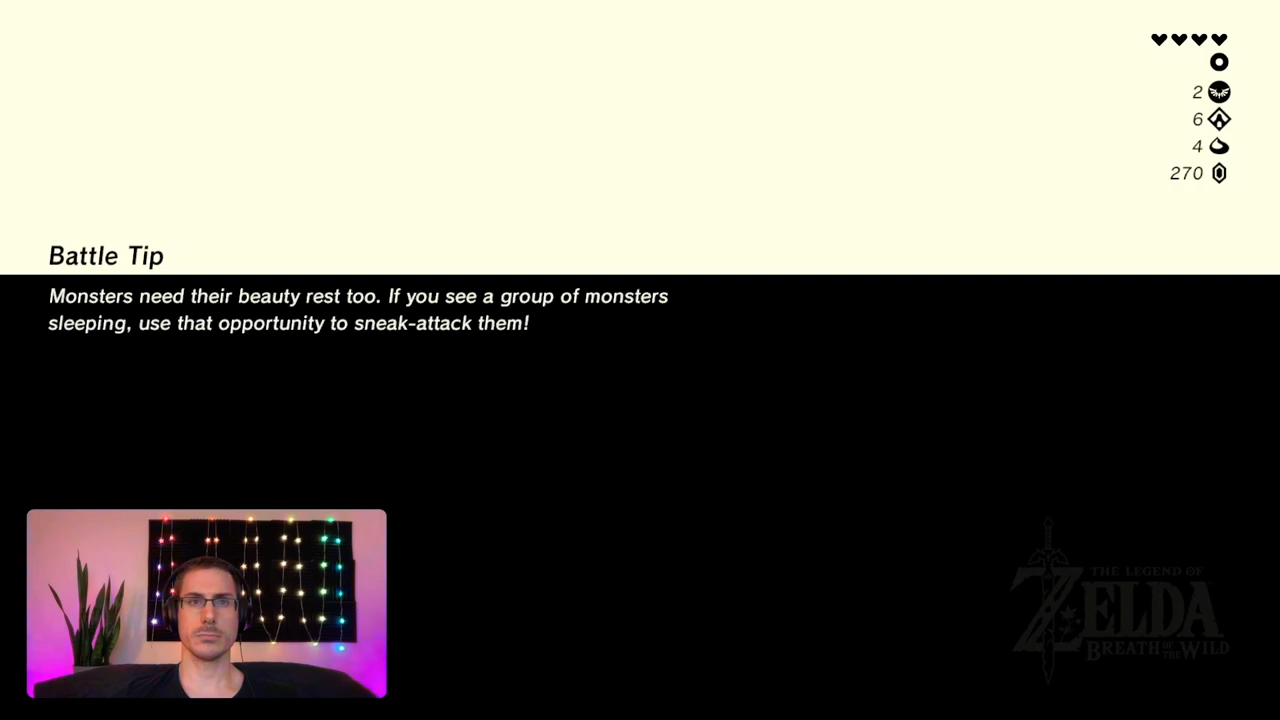 2
6
4
270
Battle Tip
Monsters need their beauty rest too. If you see a group of monsters
sleeping, use that opportunity to sneak-attack them!
THE LEGEND OF
ZELDA
BREATH OF THE WILD